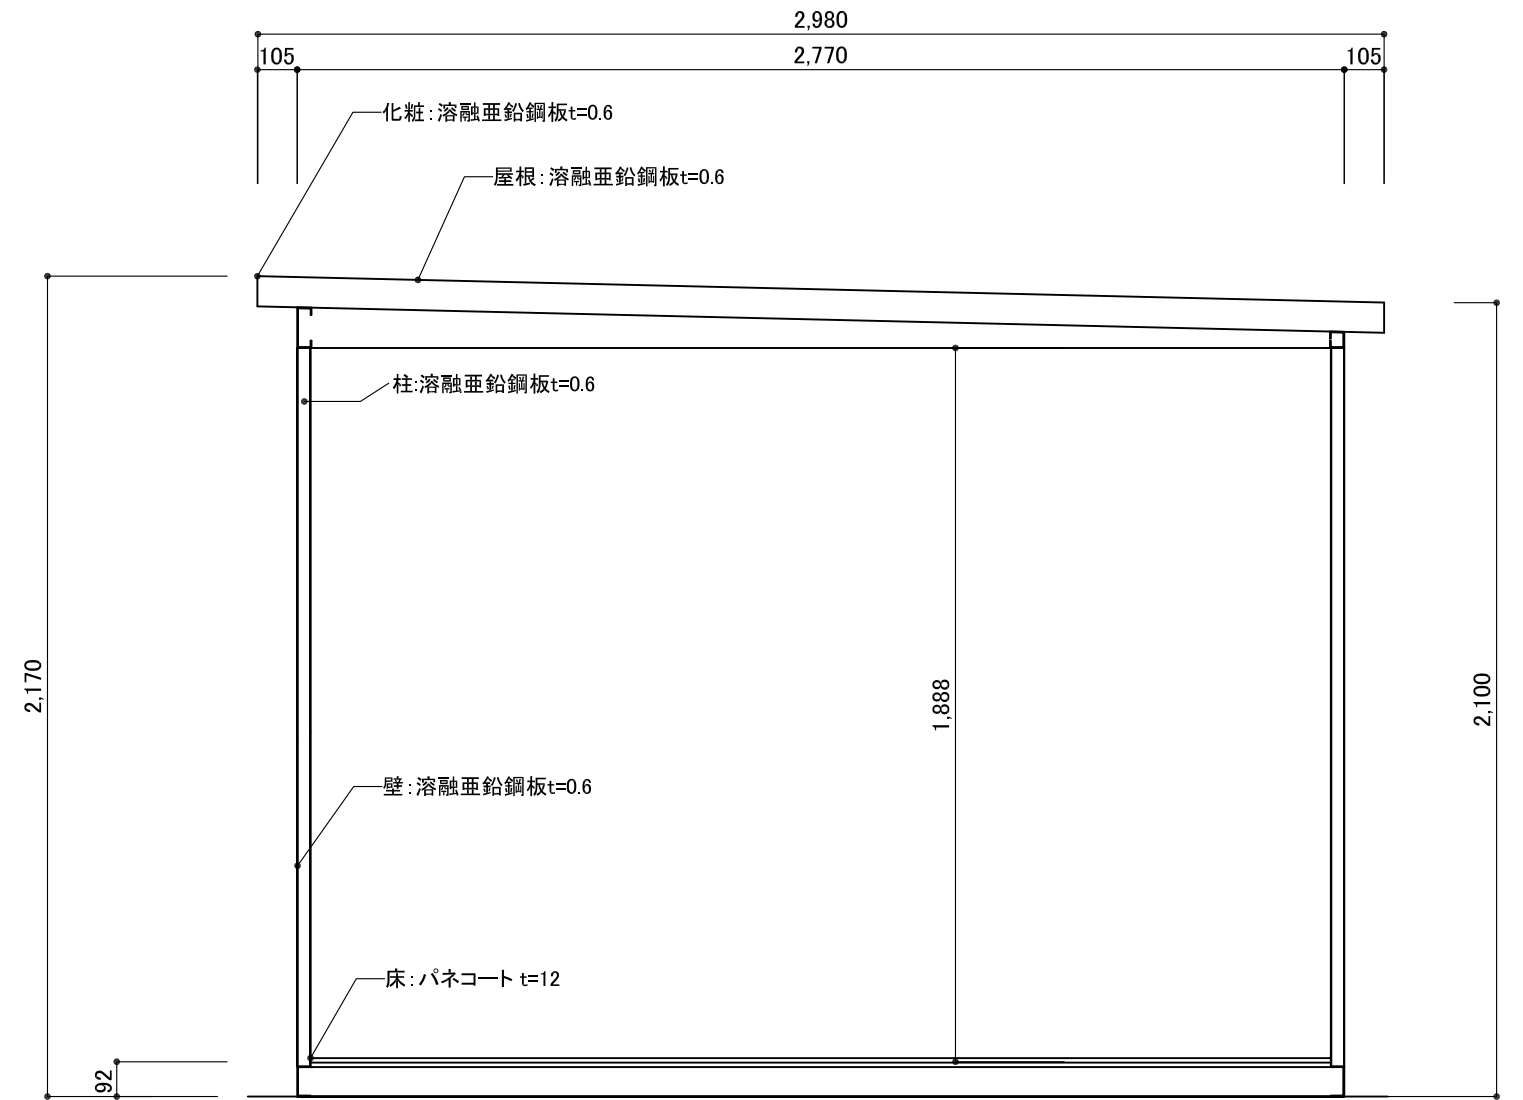 2,980
105
2,770
105
化粧：溶融亜鉛鋼板t=0.6
屋根：溶融亜鉛鋼板t=0.6
柱:溶融亜鉛鋼板t=0.6
2,170
1,888
2,100
壁：溶融亜鉛鋼板t=0.6
床：パネコート t=12
92